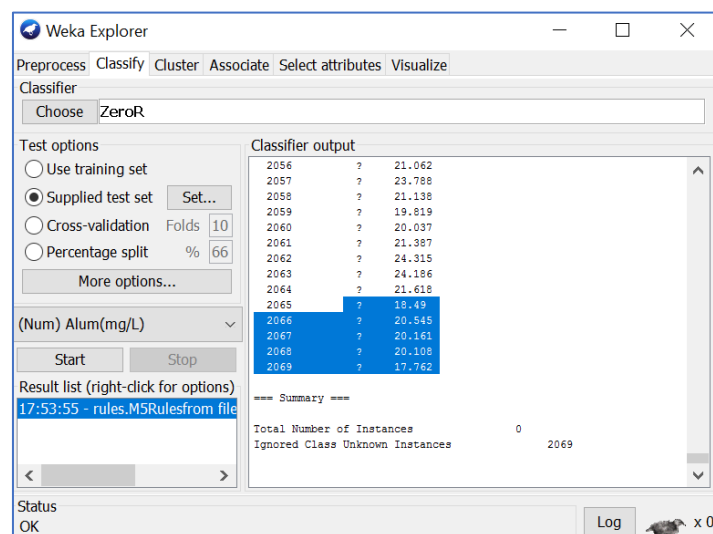 Weka Explorer
Preprocess Classify Cluster Associate Select attributes Visualize
Classifier
Choose ZeroR
Test options
Use training set
Supplied test set Set...
Cross-validation Folds 10
Percentage split % 66
More options...
(Num) Alum(mg/L)
Start Stop
Result list (right-click for options)
17:53:55 - rules.M5Rulesfrom file
Classifier output
2056 ? 21.062
2057 ? 23.788
2058 ? 21.138
2059 ? 19.819
2060 ? 20.037
2061 ? 21.387
2062 ? 24.315
2063 ? 24.186
2064 ? 21.618
2065 ? 18.49
2066 ? 20.545
2067 ? 20.161
2068 ? 20.108
2069 ? 17.762
=== Summary ===
Total Number of Instances 0
Ignored Class Unknown Instances 2069
Status
OK
Log x 0